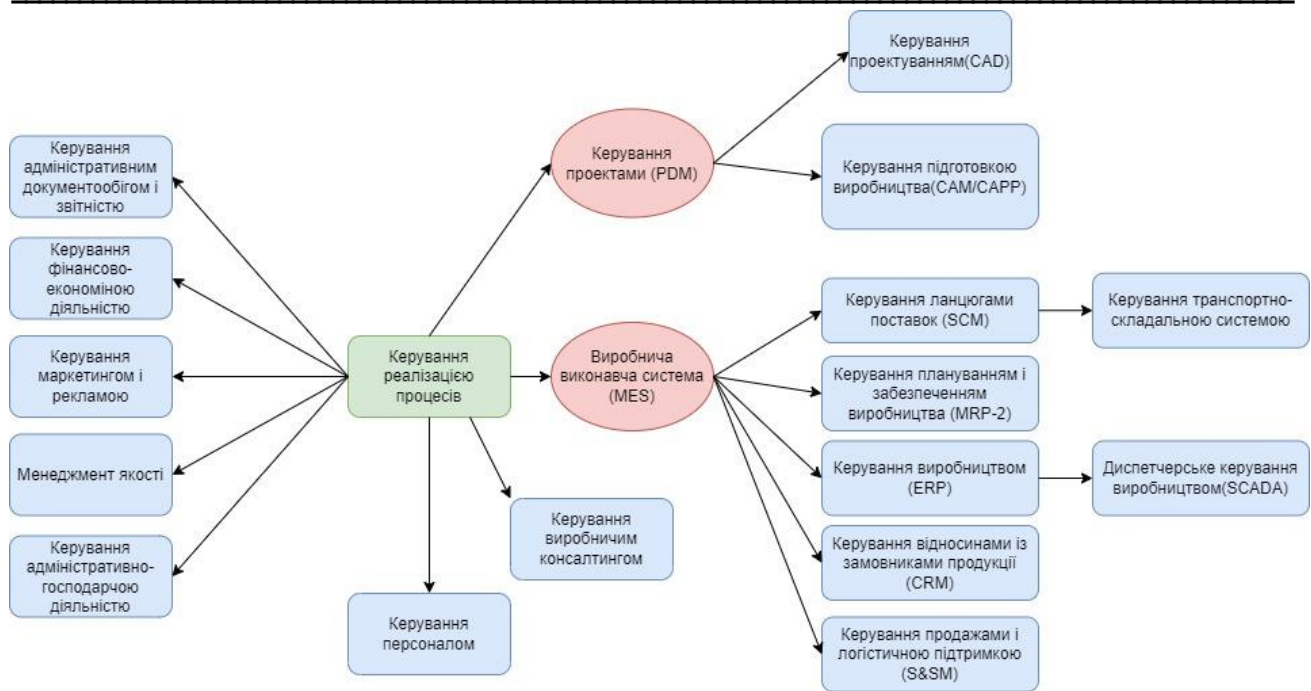 Керування
проектуванням(CAD)
Керування
адміністративним
документообігом і
звітністю
Керування
проектами (PDM)
Керування підготовкою
виробництва(CAM/CAPP)
Керування
фінансово-
економіною
діяльністю
Керування ланцюгами
поставок (SCM)
Керування транспортно-
складальною системою
Керування
маркетингом і
рекламою
Керування
реалізацією
процесів
Виробнича
виконавча система
(MES)
Керування плануванням і
забезпеченням
виробництва (MRP-2)
Менеджмент якості
Керування виробництвом
(ERP)
Диспетчерське керування
виробництвом(SCADA)
Керування
виробничим
консалтингом
Керування відносинами із
замовниками продукції
(CRM)
Керування
адміністративно-
господарчою
діяльністю
Керування
персоналом
Керування продажами і
логістичною підтримкою
(S&SM)